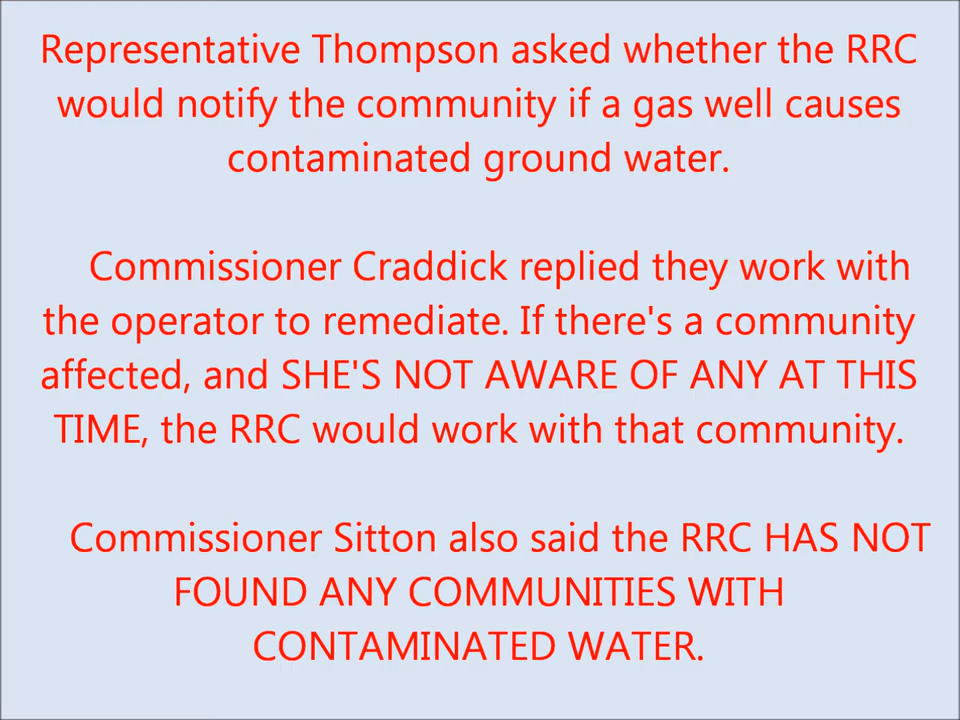 Representative Thompson asked whether the RRC
would notify the community if a gas well causes
contaminated ground water.
Commissioner Craddick replied they work with
the operator to remediate. If there's a community
affected, and SHE'S NOT AWARE OF ANY AT THIS
TIME, the RRC would work with that community.
Commissioner Sitton also said the RRC HAS NOT
FOUND ANY COMMUNITIES WITH
CONTAMINATED WATER.